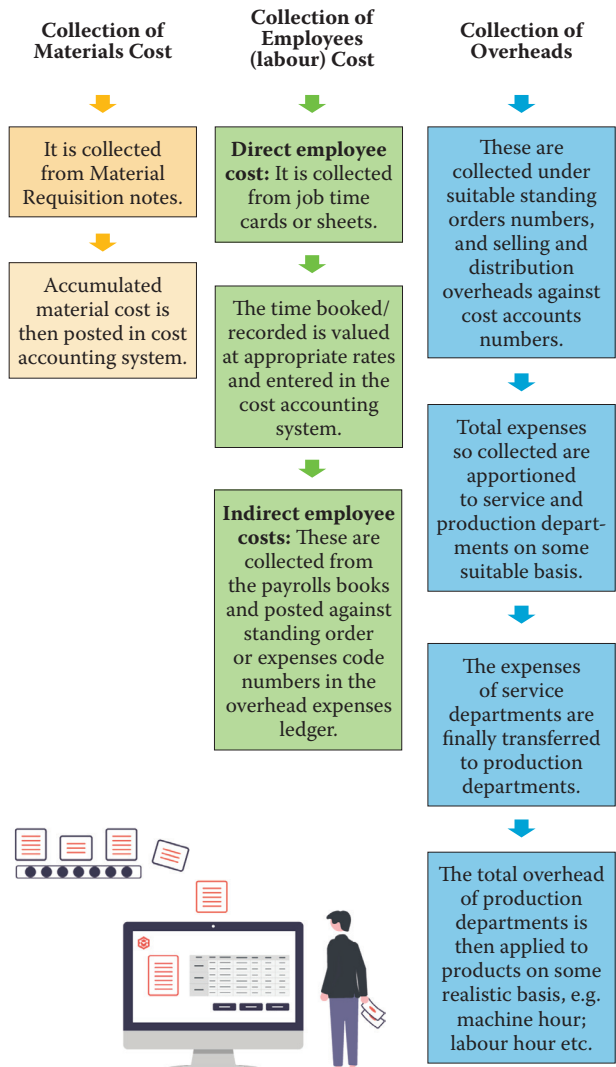 Collection of
Materials Cost
It is collected
from Material
Requisition notes.
Accumulated
material cost is
then posted in cost
accounting system.
Collection of
Employees
(labour) Cost
Direct employee
cost: It is collected
from job time
cards or sheets.
The time booked/
recorded is valued
at appropriate rates
and entered in the
cost accounting
system.
Indirect employee
costs: These are
collected from
the payrolls books
and posted against
standing order
or expenses code
numbers in the
overhead expenses
ledger.
Collection of
Overheads
These are
collected under
suitable standing
orders numbers,
and selling and
distribution
overheads against
cost accounts
numbers.
Total expenses
so collected are
apportioned
to service and
production depart-
ments on some
suitable basis.
The expenses
of service
departments are
finally transferred
to production
departments.
The total overhead
of production
departments is
then applied to
products on some
realistic basis, e.g.
machine hour;
labour hour etc.